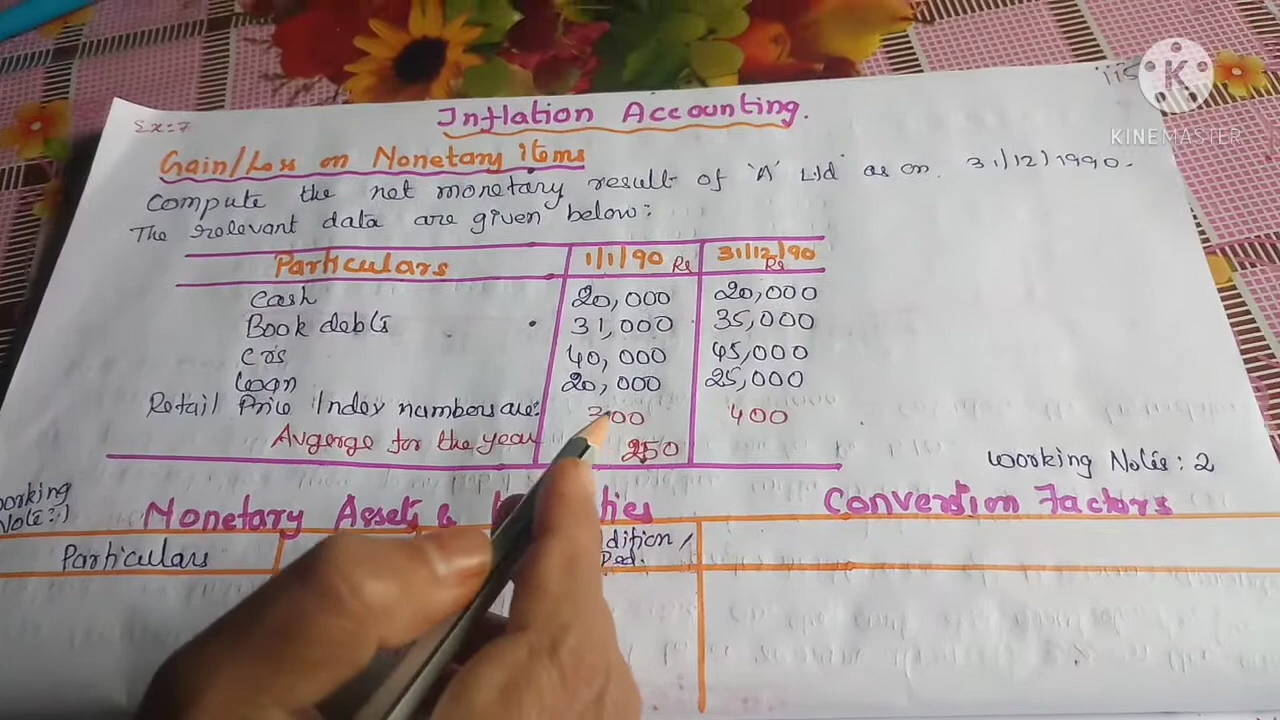 115
K
KINEMASTER
Ex:7
Inflation Accounting.
Gain/Loss on Monetary items
Compute the net monetary result of 'A' Ltd as on 31/12/1990.
The relevant data are given below:
Particulars 1/1/90 Rs 31/12/90 Rs
Cash 20,000 20,000
Book debts 31,000 35,000
Crs 40,000 45,000
Loan 20,000 25,000
Retail Price Index numbers are: 400
Avgerge for the year 250
Working Note: 2
Working Note: 1
Monetary Assets &
Conversion Factors
Particulars